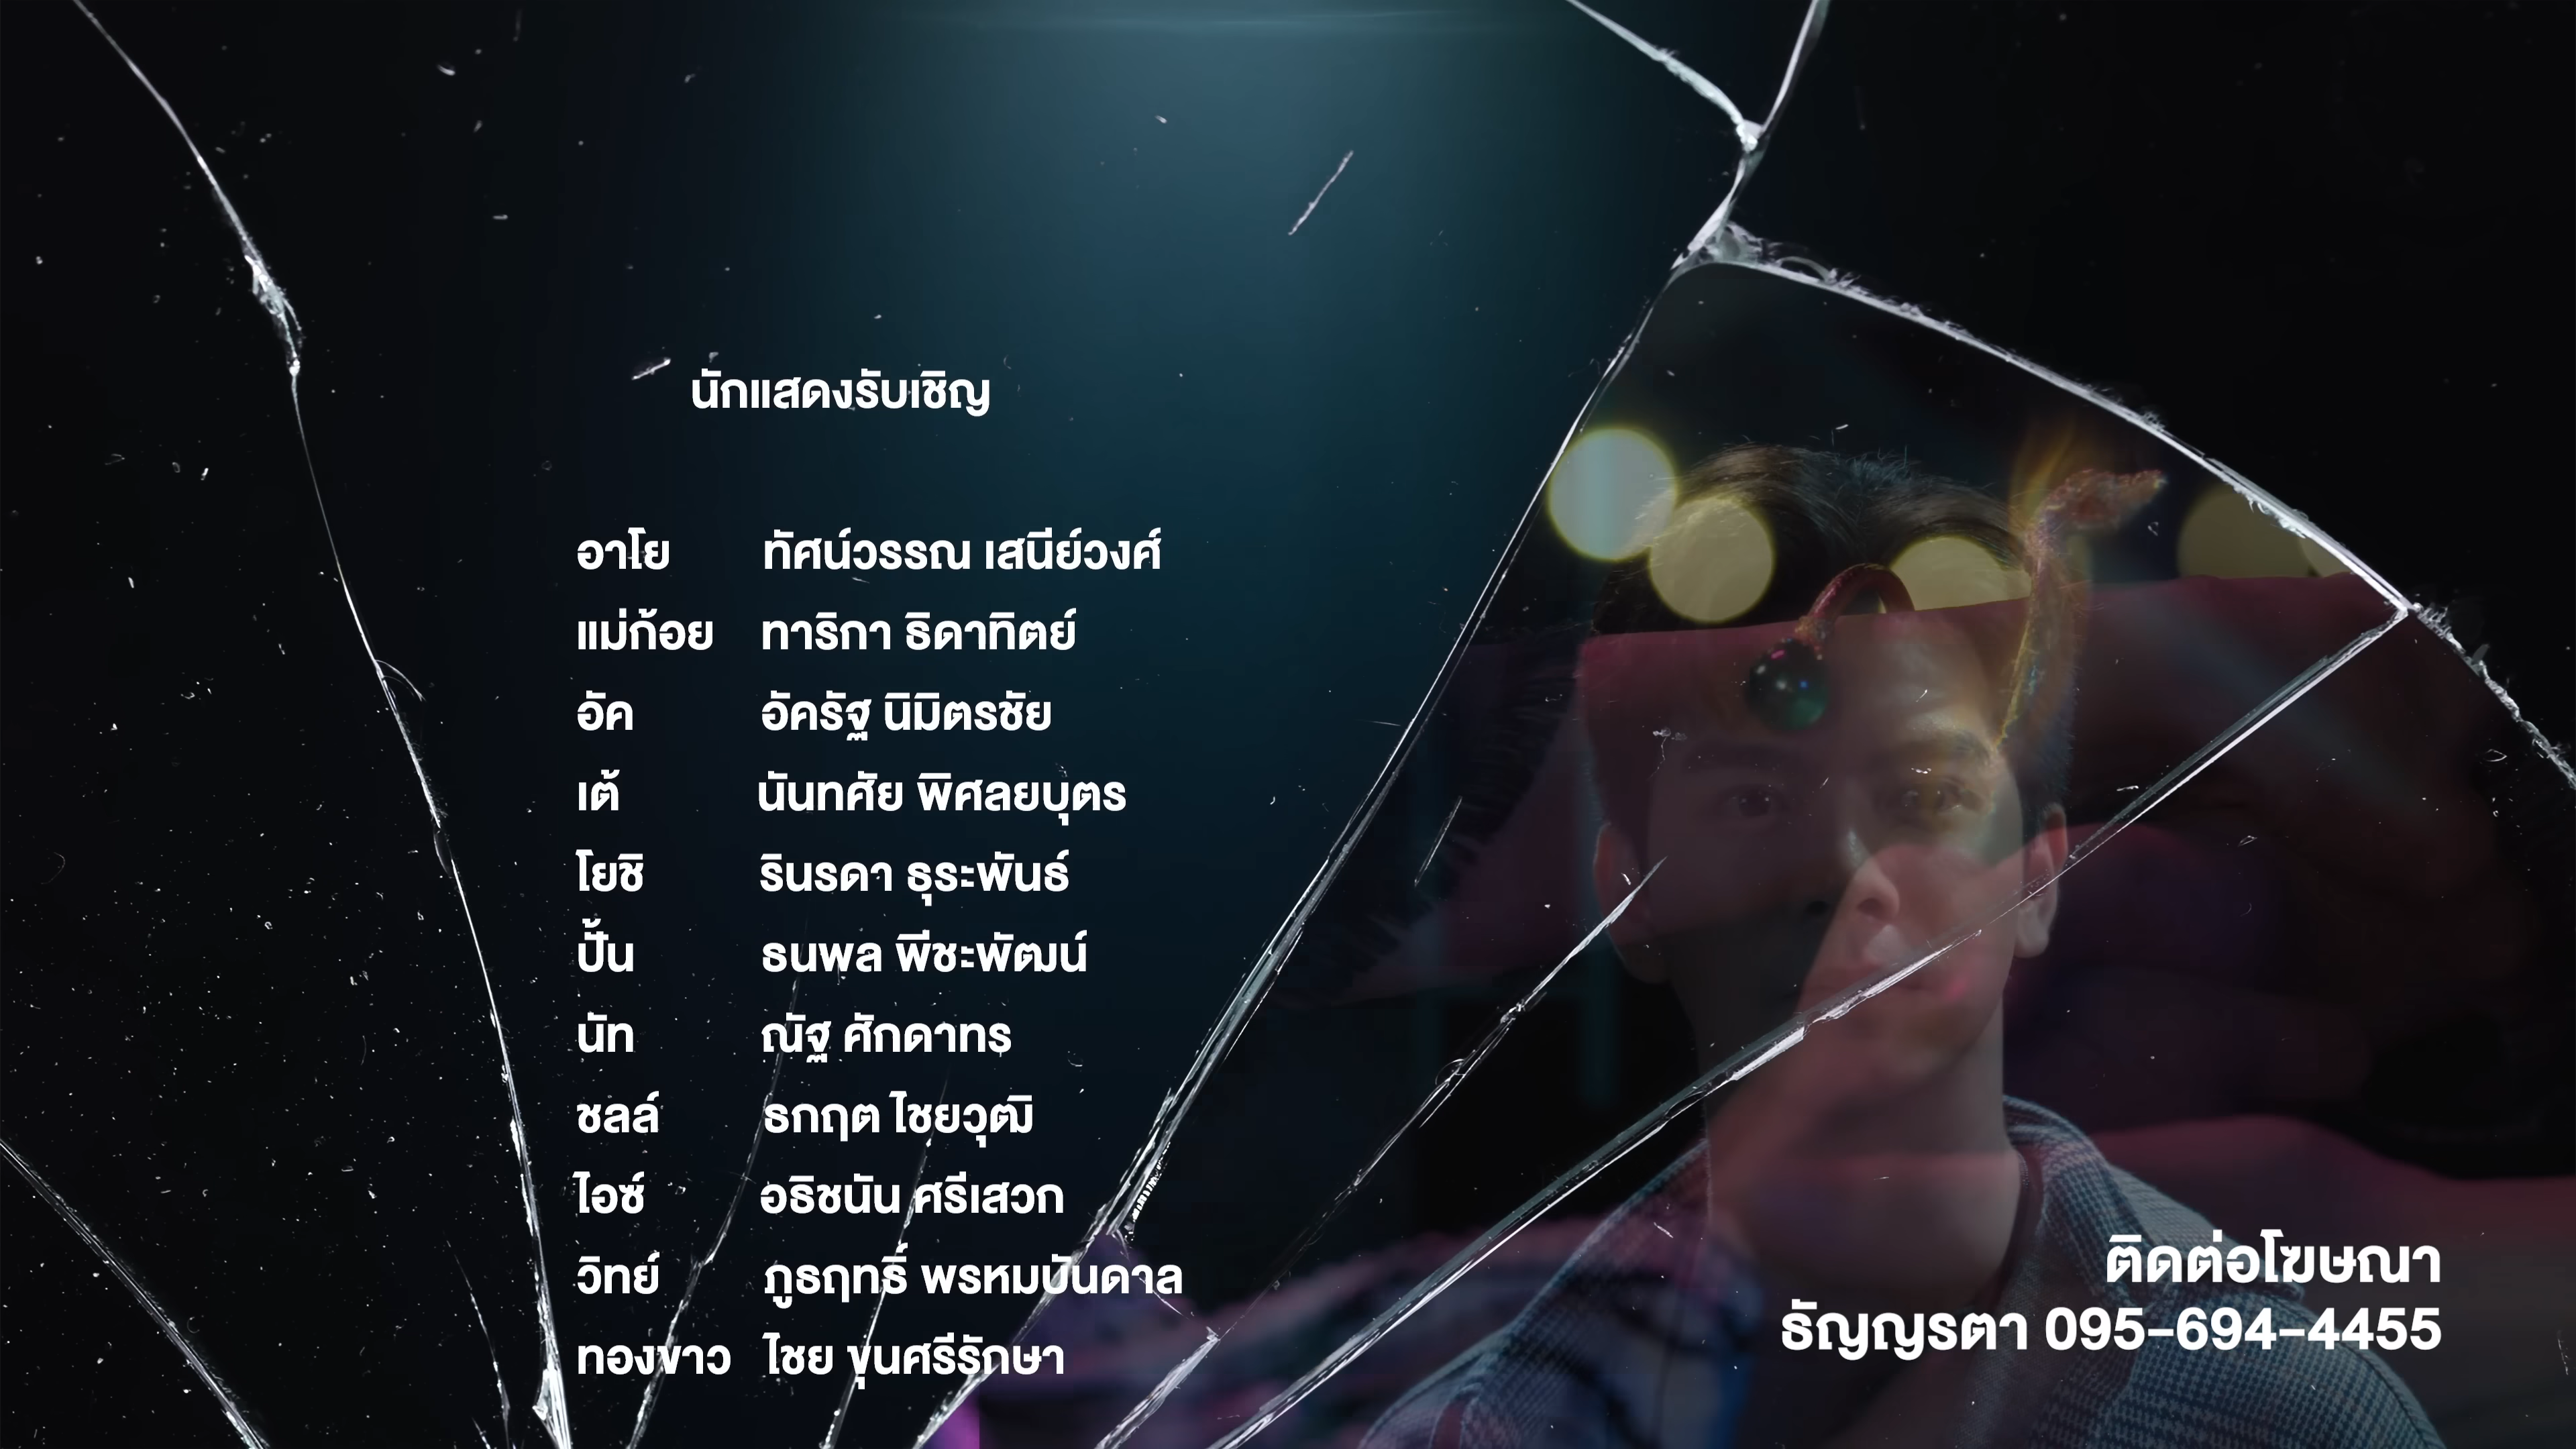 นักแสดงรับเชิญ
อาโย ทัศน์วรรณ เสนีย์วงศ์
แม่ก้อย ทาริกา ธิดาทิตย์
อัค อัครัฐ นิมิตรชัย
เต้ นันทศัย พิศลยบุตร
โยชิ รินรดา ธุระพันธ์
ปั้น ธนพล พีชะพัฒน์
นัท ณัฐ ศักดาทร
ชลล์ ธกฤต ไชยวุฒิ
ไอซ์ อธิชนัน ศรีเสวก
วิทย์ ภูธฤทธิ์ พรหมบันดาล
ทองขาว ไชย ขุนศรีรักษา
ติดต่อโฆษณา
ธัญญรตา 095-694-4455